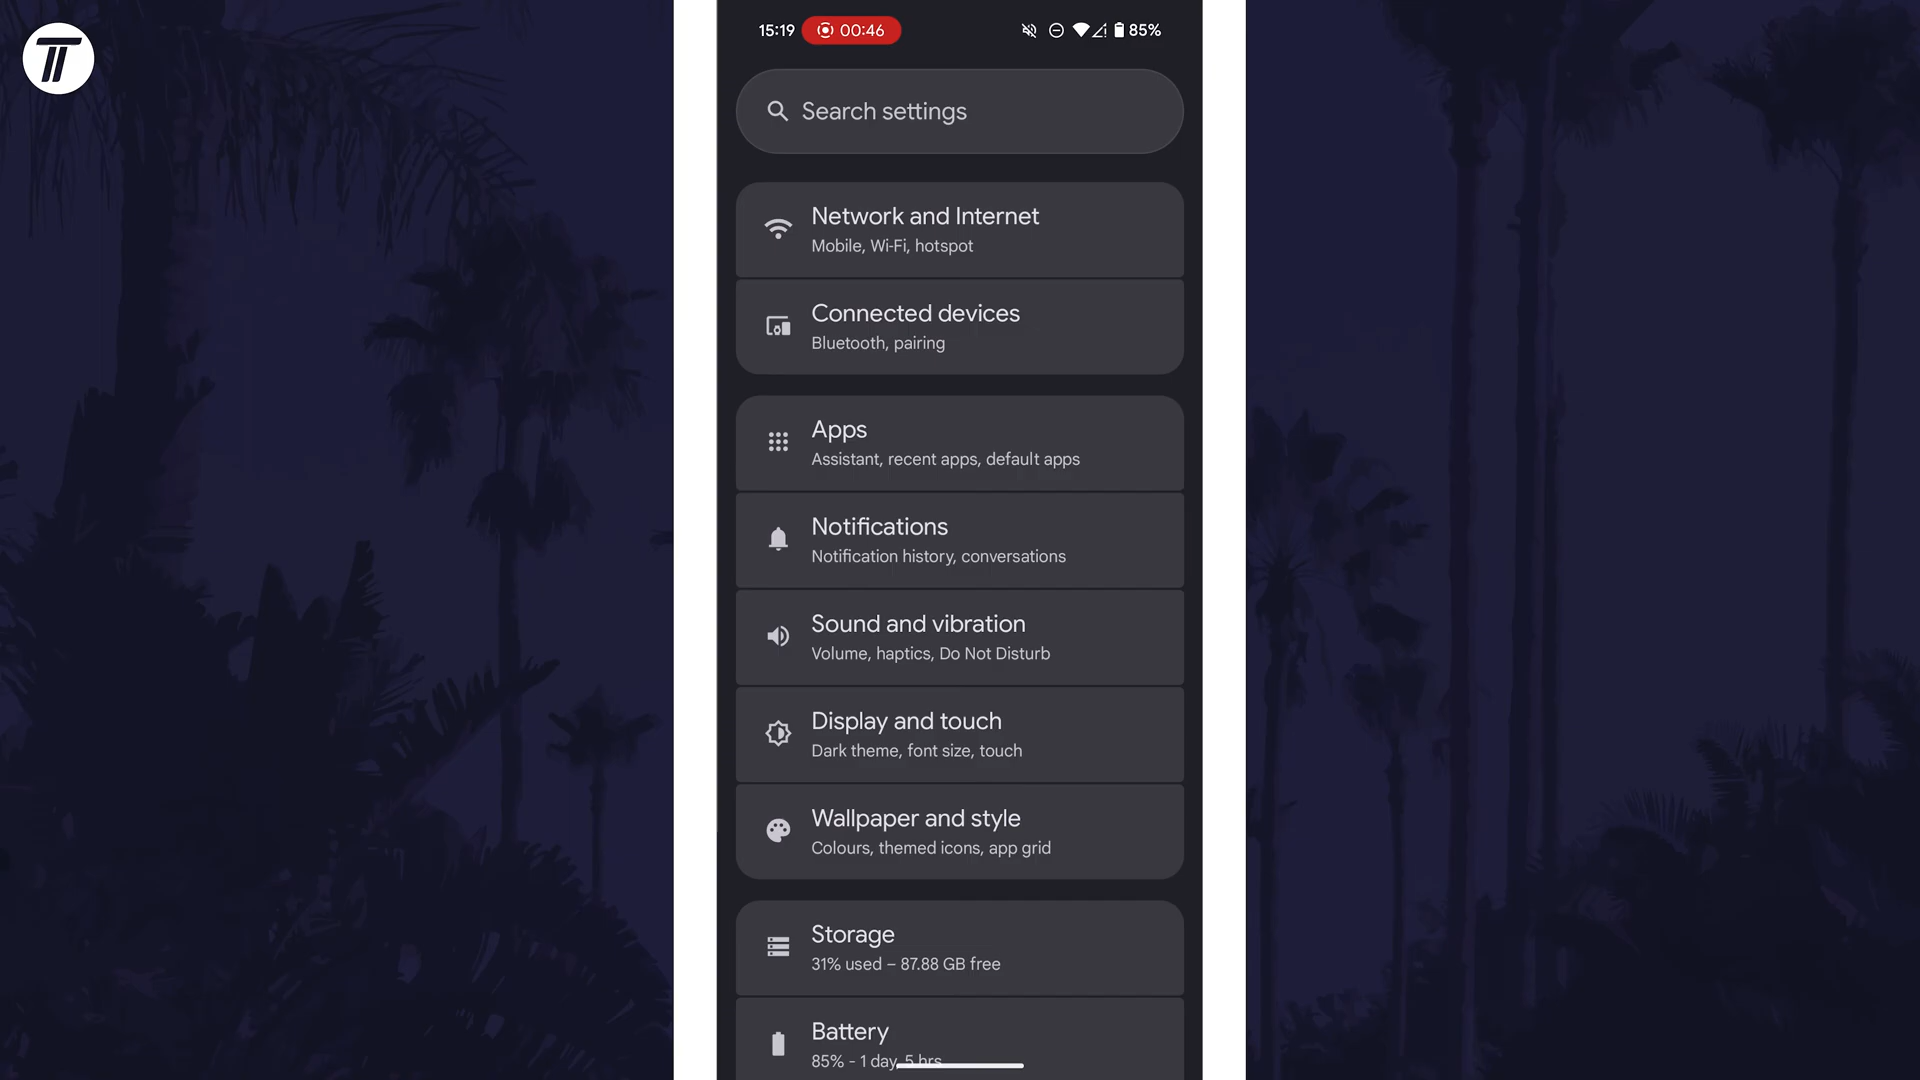 15:19 00:46 85%
Search settings
Network and Internet
Mobile, Wi-Fi, hotspot
Connected devices
Bluetooth, pairing
Apps
Assistant, recent apps, default apps
Notifications
Notification history, conversations
Sound and vibration
Volume, haptics, Do Not Disturb
Display and touch
Dark theme, font size, touch
Wallpaper and style
Colours, themed icons, app grid
Storage
31% used – 87.88 GB free
Battery
85% - 1 day, 5 hrs